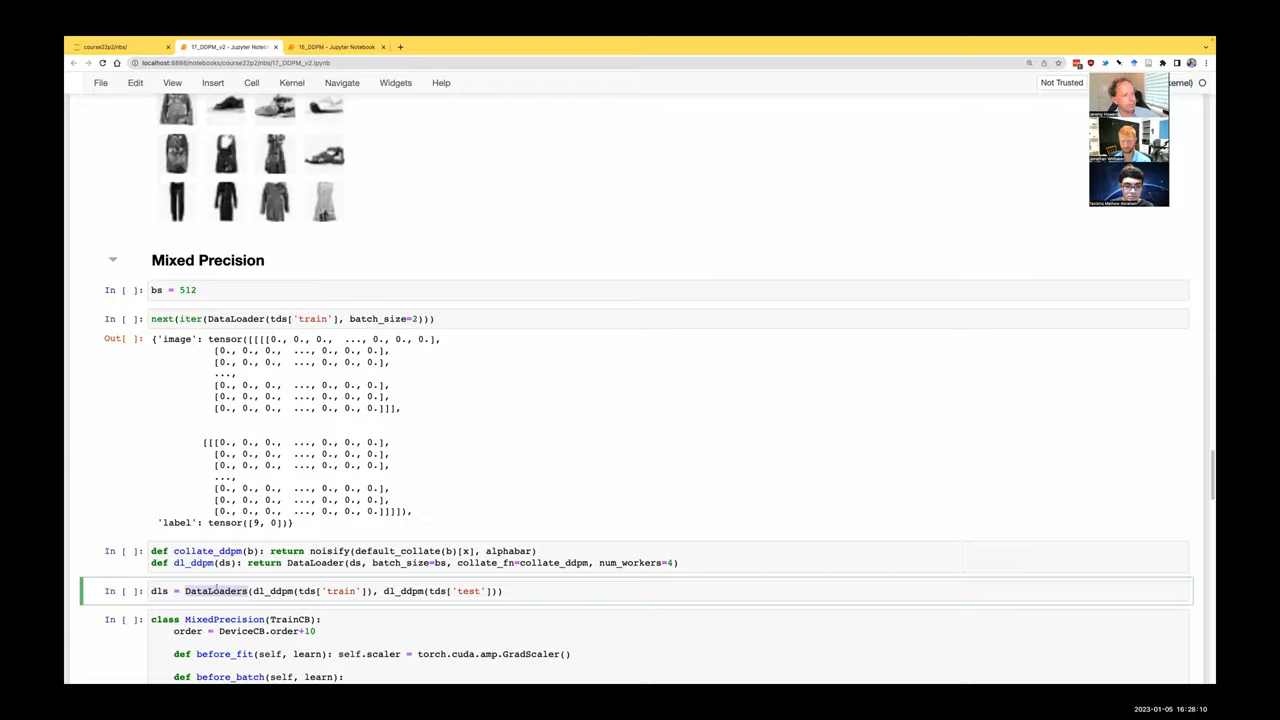 course22p2/nbs/
17_DDPM_v2 - Jupyter Notebo
15_DDPM - Jupyter Notebook
localhost:8888/notebooks/course22p2/nbs/17_DDPM_v2.ipynb
File Edit View Insert Cell Kernel Navigate Widgets Help
Not Trusted
kernel)
Mixed Precision
In [ ]: bs = 512
In [ ]: next(iter(DataLoader(tds['train'], batch_size=2)))
Out[ ]: {'image': tensor([[[[0., 0., 0., ..., 0., 0., 0.],
[0., 0., 0., ..., 0., 0., 0.],
[0., 0., 0., ..., 0., 0., 0.],
...,
[0., 0., 0., ..., 0., 0., 0.],
[0., 0., 0., ..., 0., 0., 0.],
[0., 0., 0., ..., 0., 0., 0.]]],
[[[0., 0., 0., ..., 0., 0., 0.],
[0., 0., 0., ..., 0., 0., 0.],
[0., 0., 0., ..., 0., 0., 0.],
...,
[0., 0., 0., ..., 0., 0., 0.],
[0., 0., 0., ..., 0., 0., 0.],
[0., 0., 0., ..., 0., 0., 0.]]]]),
'label': tensor([9, 0])}
In [ ]: def collate_ddpm(b): return noisify(default_collate(b)[x], alphabar)
def dl_ddpm(ds): return DataLoader(ds, batch_size=bs, collate_fn=collate_ddpm, num_workers=4)
In [ ]: dls = DataLoaders(dl_ddpm(tds['train']), dl_ddpm(tds['test']))
In [ ]: class MixedPrecision(TrainCB):
order = DeviceCB.order+10
def before_fit(self, learn): self.scaler = torch.cuda.amp.GradScaler()
def before_batch(self, learn):
2023-01-05 16:28:10